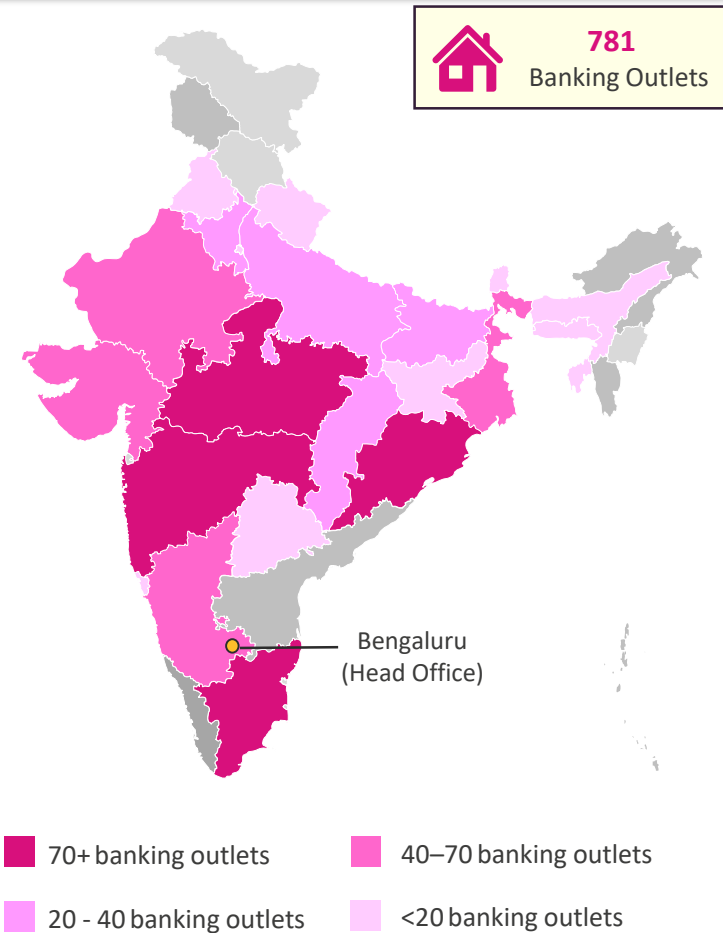 781
Banking Outlets
Bengaluru
(Head Office)
70+ banking outlets
40–70 banking outlets
20 - 40 banking outlets
<20 banking outlets